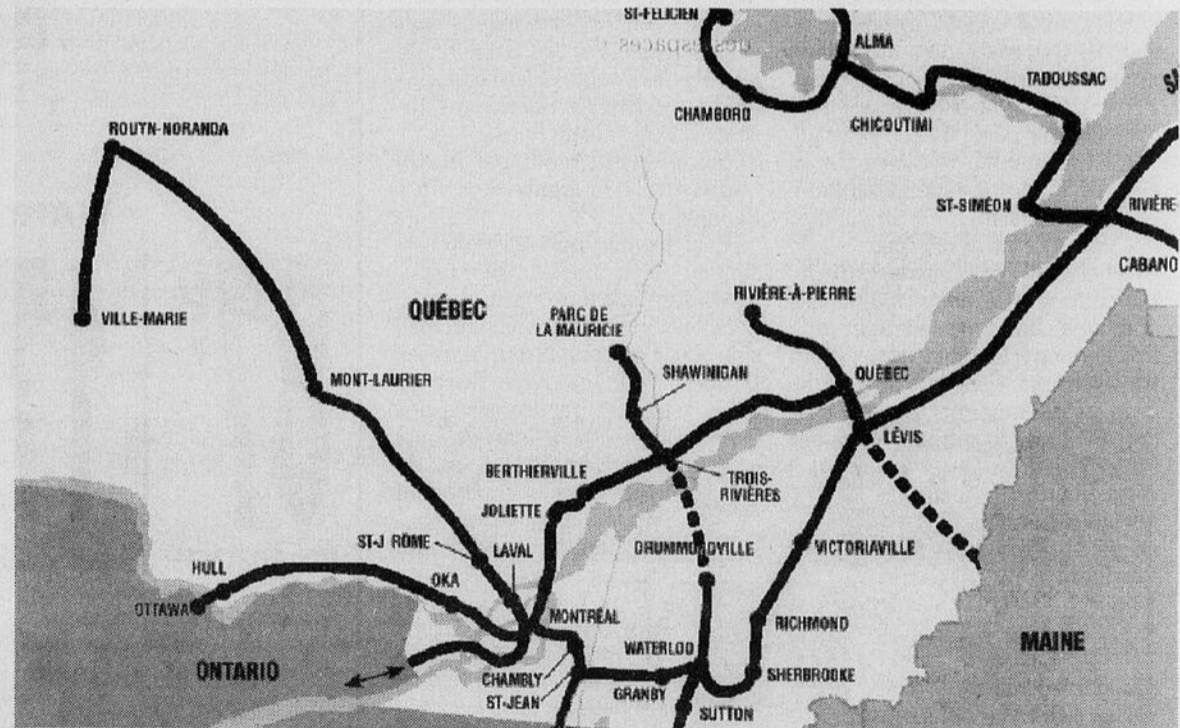 ST-FÉLICIEN
des espaces d
ALMA
TADOUSSAC
CHAMBORD
CHICOUTIMI
ROUYN-NORANDA
ST-SIMÉON
RIVIÈRE-
CABANO
RIVIÈRE-À-PIERRE
QUÉBEC
VILLE-MARIE
PARC DE
LA MAURICIE
SHAWINIGAN
QUÉBEC
MONT-LAURIER
LÉVIS
BERTHIERVILLE
TROIS-
RIVIÈRES
JOLIETTE
ST-J RÔME
LAVAL
DRUMMONDVILLE
VICTORIAVILLE
HULL
OKA
OTTAWA
MONTRÉAL
RICHMOND
WATERLOO
MAINE
ONTARIO
CHAMBLY
SHERBROOKE
GRANBY
ST-JEAN
SUTTON